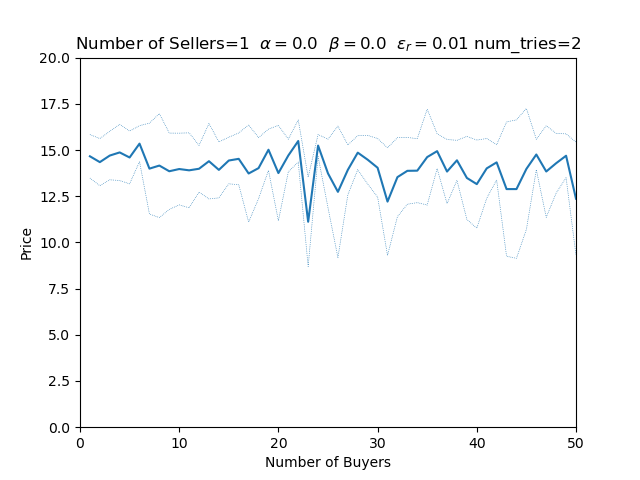 Number of Sellers=1 α = 0.0 β = 0.0 εr = 0.01 num_tries=2
20.0
17.5
15.0
12.5
10.0
7.5
5.0
2.5
0.0
Price
0 10 20 30 40 50
Number of Buyers